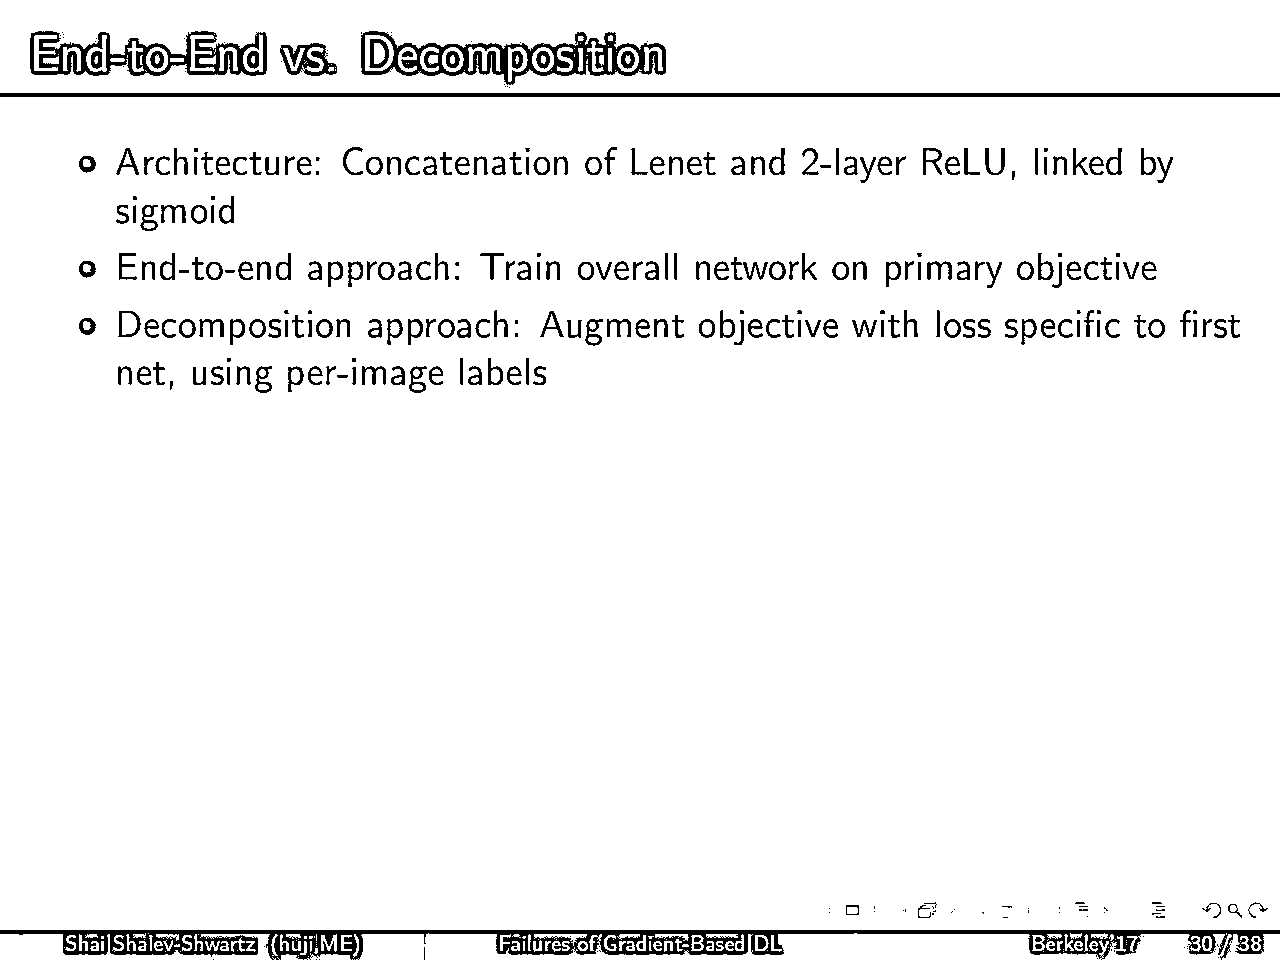 End-to-End vs. Decomposition
Architecture: Concatenation of Lenet and 2-layer ReLU, linked by
sigmoid
End-to-end approach: Train overall network on primary objective
Decomposition approach: Augment objective with loss specific to first
net, using per-image labels
Shai Shalev-Shwartz (huji,ME)
Failures of Gradient-Based DL
Berkeley'17
30 / 38